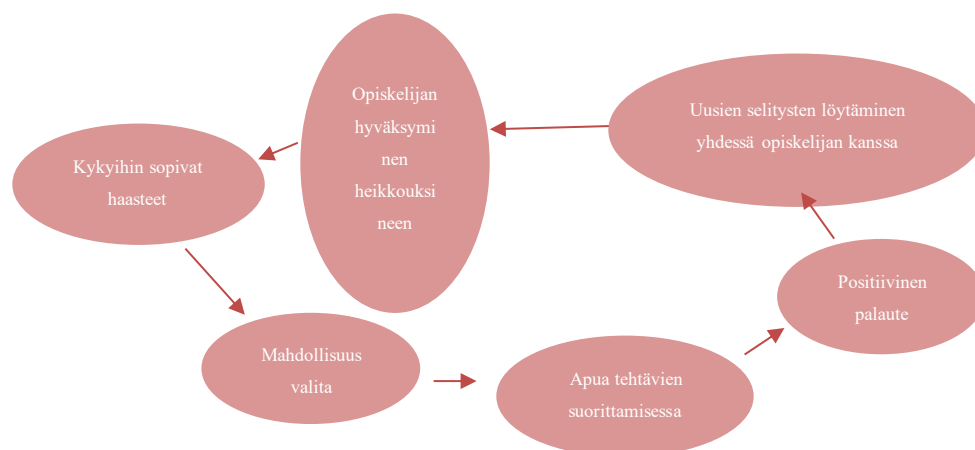 Opiskelijan
hyväksymi
nen
heikkouksi
neen
Uusien selitysten löytäminen
yhdessä opiskelijan kanssa
Kykyihin sopivat
haasteet
Positiivinen
palaute
Mahdollisuus
valita
Apua tehtävien
suorittamisessa